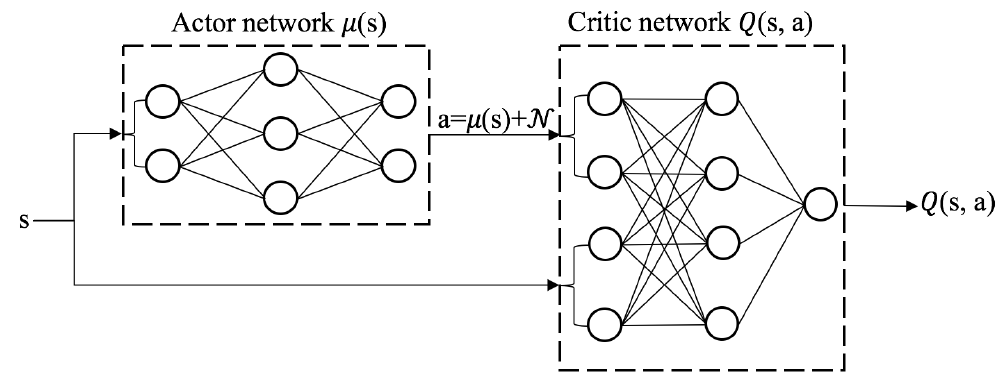 Actor network μ(s)
Critic network Q(s, a)
a=μ(s)+𝒩
s
Q(s, a)